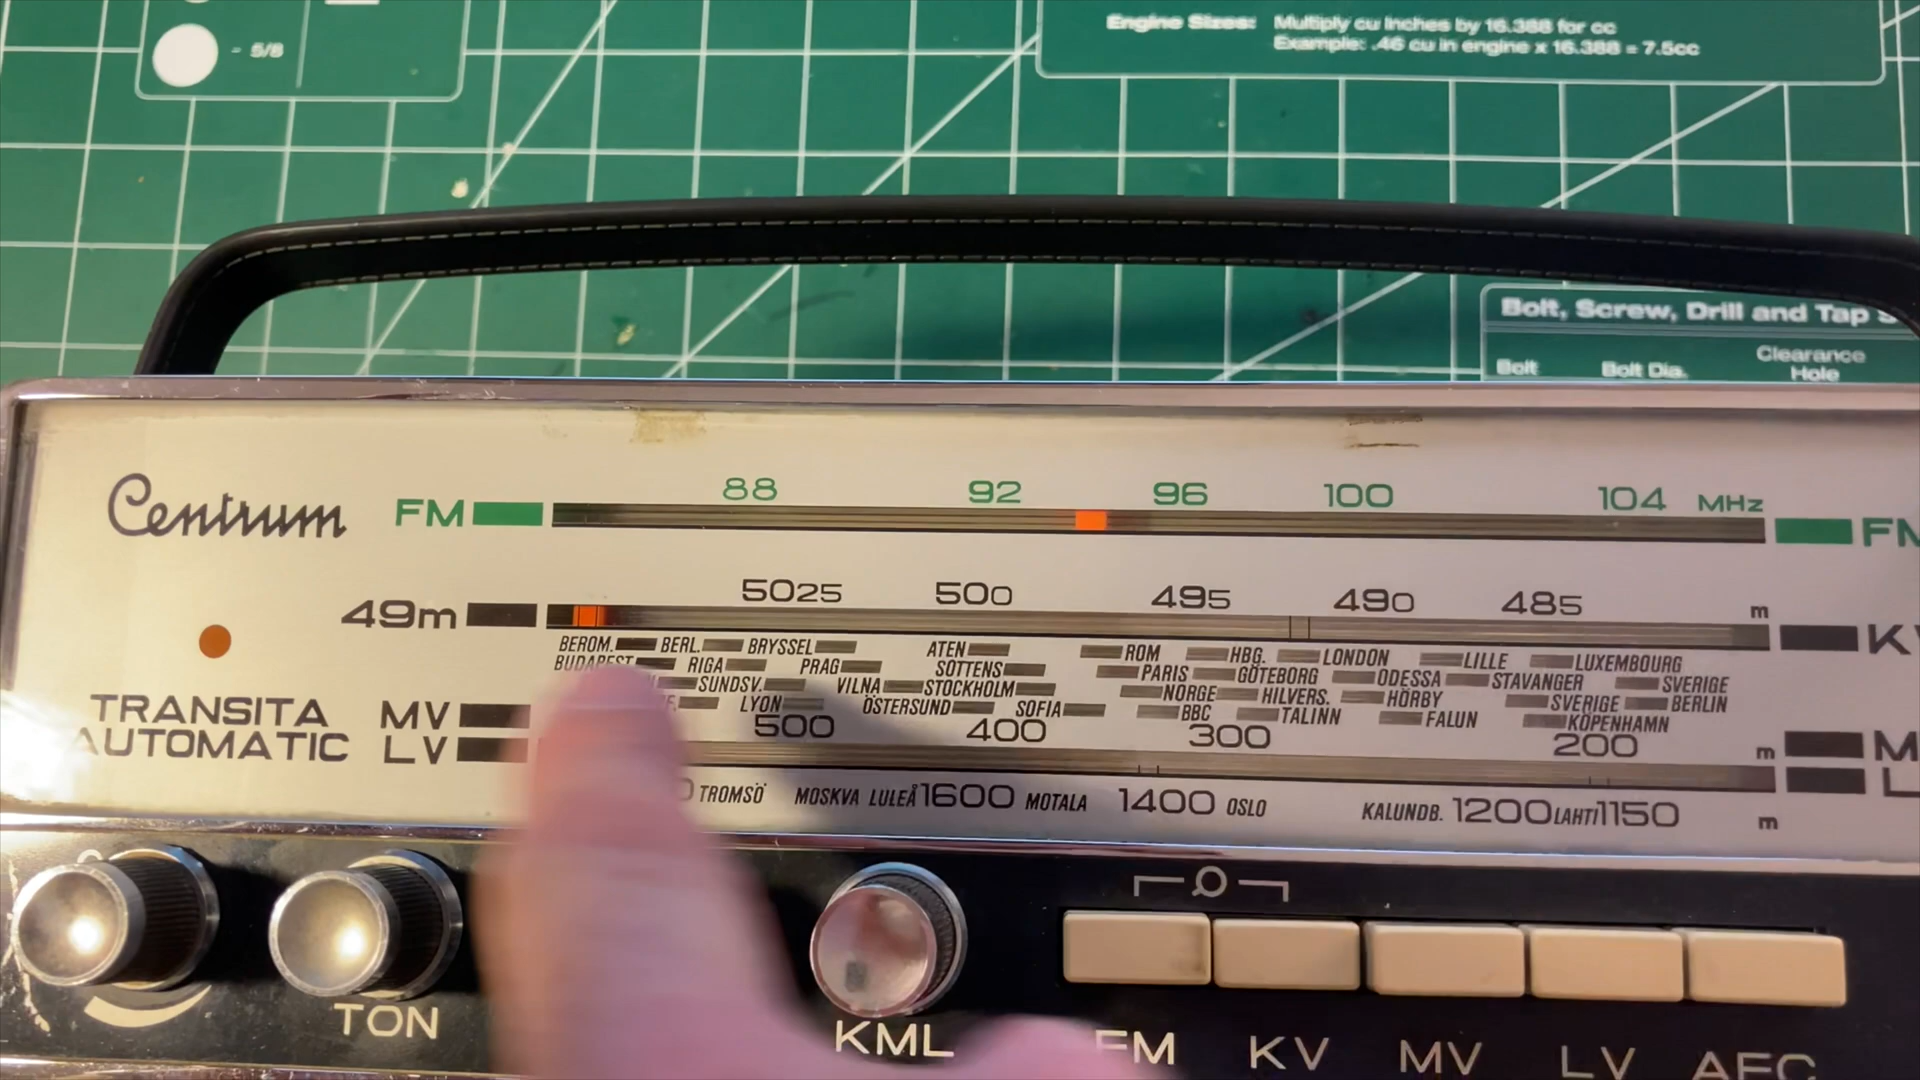 - 5/8
Engine Sizes: Multiply cu inches by 16.388 for cc
Example: .46 cu in engine x 16.388 = 7.5cc
Bolt, Screw, Drill and Tap
Bolt Bolt Dia. Clearance
Hole
Centrum
FM 88 92 96 100 104 MHz FM
49m 5025 500 495 490 485 m
BEROM. BERL. BRYSSEL ATEN ROM HBG. LONDON LILLE LUXEMBOURG
BUDAPEST RIGA PRAG SOTTENS PARIS GÖTEBORG ODESSA STAVANGER SVERIGE
SUNDSV. VILNA STOCKHOLM NORGE HILVERS. HÖRBY SVERIGE BERLIN
LYON ÖSTERSUND SOFIA BBC TALINN FALUN KÖPENHAMN
TRANSITA
AUTOMATIC
MV 500 400 300 200 m
LV
TROMSÖ MOSKVA LULEÅ 1600 MOTALA 1400 OSLO KALUNDB. 1200 LAHTI 1150 m
TON KML FM KV MV LV AFC